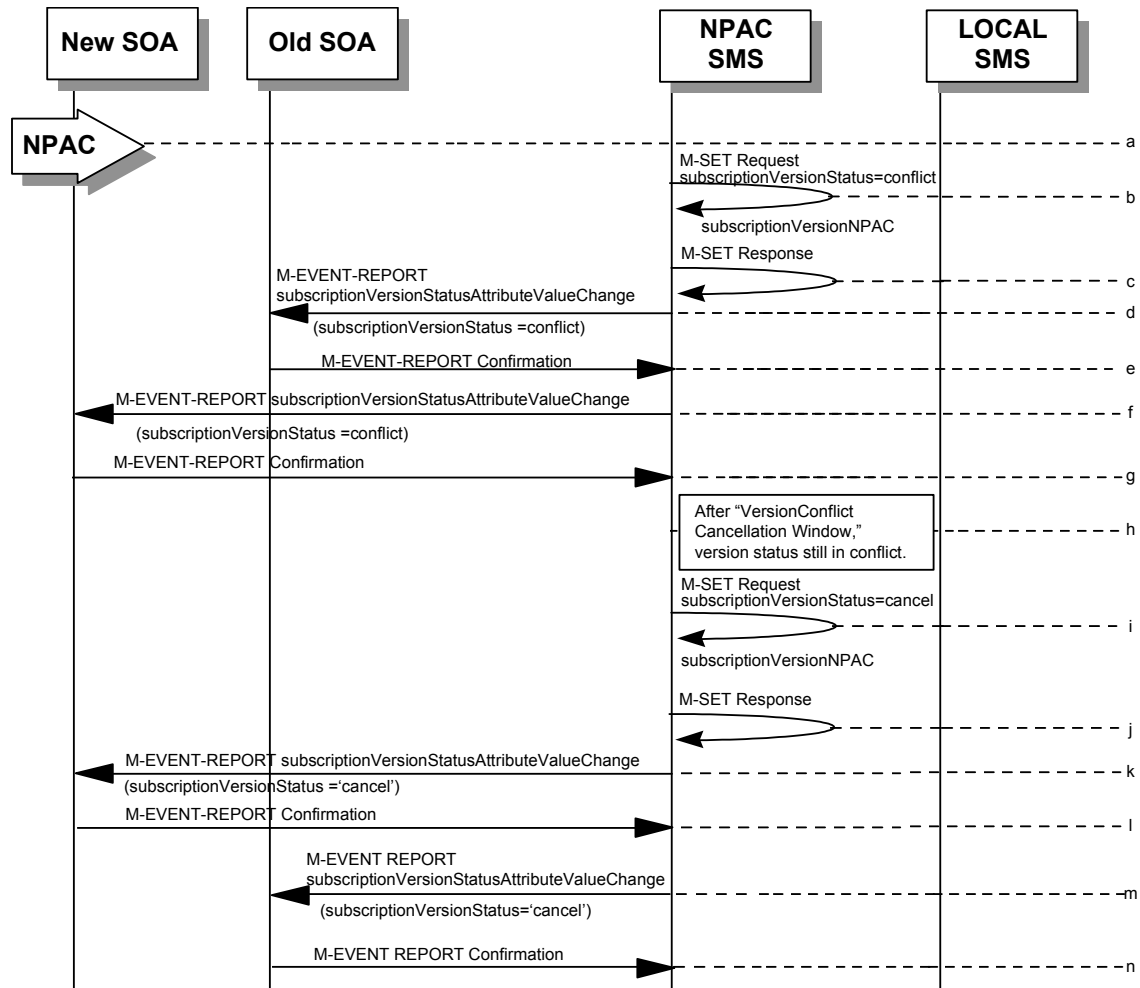 New SOA
Old SOA
NPAC
SMS
LOCAL
SMS
NPAC
a
M-SET Request
subscriptionVersionStatus=conflict
b
subscriptionVersionNPAC
M-SET Response
c
M-EVENT-REPORT
subscriptionVersionStatusAttributeValueChange
d
(subscriptionVersionStatus =conflict)
M-EVENT-REPORT Confirmation
e
M-EVENT-REPORT subscriptionVersionStatusAttributeValueChange
f
(subscriptionVersionStatus =conflict)
M-EVENT-REPORT Confirmation
g
After “VersionConflict
Cancellation Window,”
version status still in conflict.
h
M-SET Request
subscriptionVersionStatus=cancel
i
subscriptionVersionNPAC
M-SET Response
j
M-EVENT-REPORT subscriptionVersionStatusAttributeValueChange
k
(subscriptionVersionStatus =‘cancel’)
M-EVENT-REPORT Confirmation
l
M-EVENT REPORT
subscriptionVersionStatusAttributeValueChange
m
(subscriptionVersionStatus=‘cancel’)
M-EVENT REPORT Confirmation
n